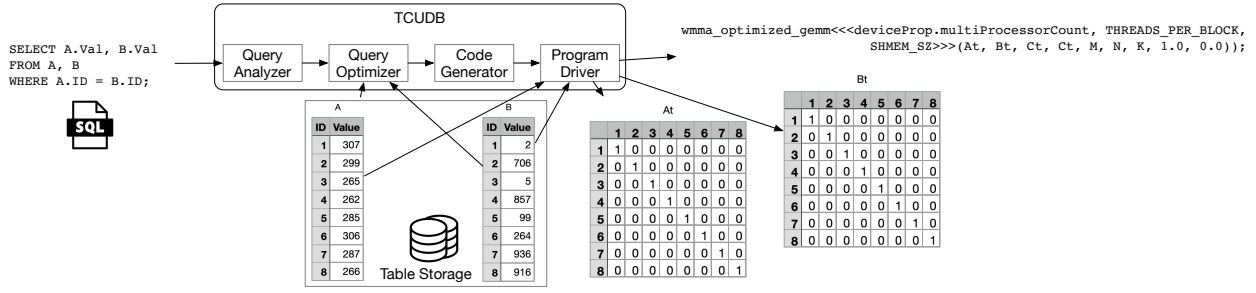 TCUDB
SELECT A.Val, B.Val
FROM A, B
WHERE A.ID = B.ID;
SQL
Query
Analyzer
Query
Optimizer
Code
Generator
Program
Driver
wmma_optimized_gemm<<<deviceProp.multiProcessorCount, THREADS_PER_BLOCK,
SHMEM_SZ>>>(At, Bt, Ct, Ct, M, N, K, 1.0, 0.0));
A
ID Value
1 307
2 299
3 265
4 262
5 285
6 306
7 287
8 266
Table Storage
B
ID Value
1 2
2 706
3 5
4 857
5 99
6 264
7 936
8 916
At
1 2 3 4 5 6 7 8
1 1 0 0 0 0 0 0 0
2 0 1 0 0 0 0 0 0
3 0 0 1 0 0 0 0 0
4 0 0 0 1 0 0 0 0
5 0 0 0 0 1 0 0 0
6 0 0 0 0 0 1 0 0
7 0 0 0 0 0 0 1 0
8 0 0 0 0 0 0 0 1
Bt
1 2 3 4 5 6 7 8
1 1 0 0 0 0 0 0 0
2 0 1 0 0 0 0 0 0
3 0 0 1 0 0 0 0 0
4 0 0 0 1 0 0 0 0
5 0 0 0 0 1 0 0 0
6 0 0 0 0 0 1 0 0
7 0 0 0 0 0 0 1 0
8 0 0 0 0 0 0 0 1